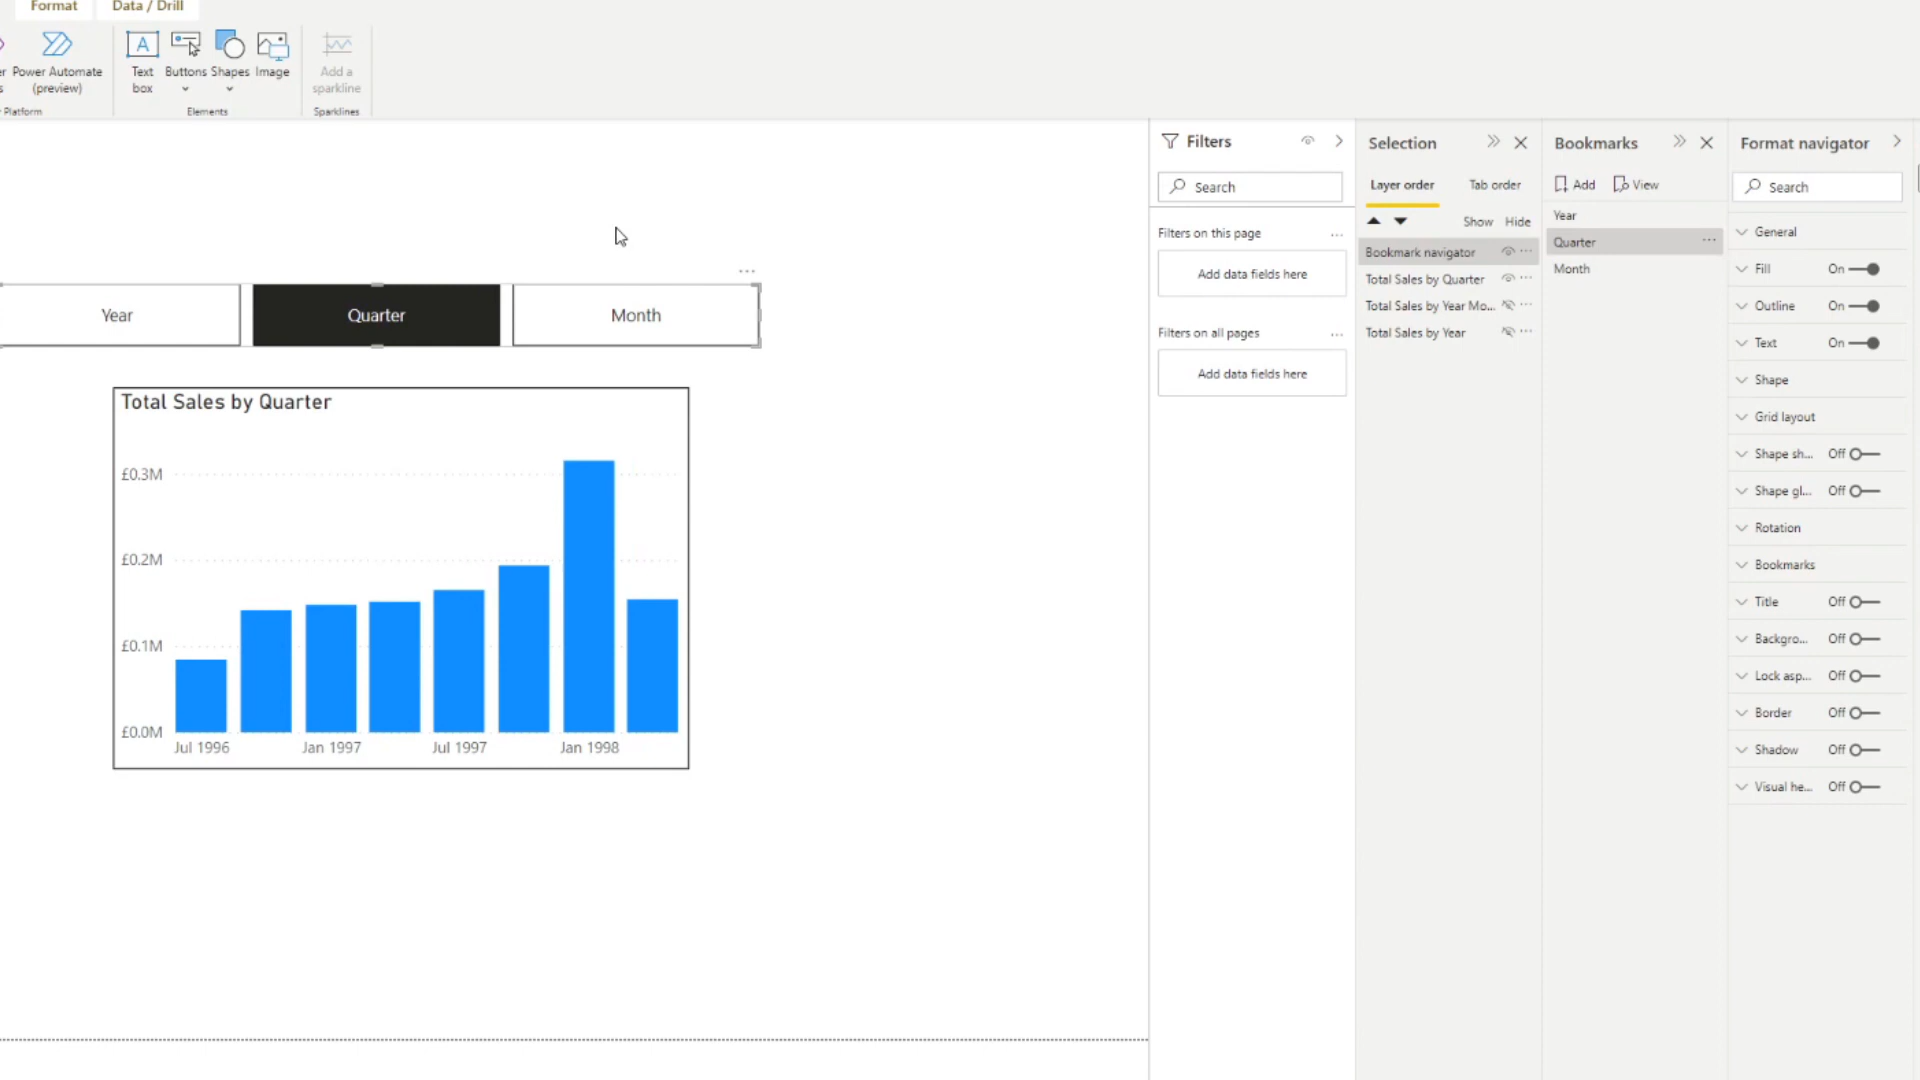 Format
Data / Drill
r
s
Power Automate
(preview)
Platform
Text
box
Buttons
Shapes
Image
Elements
Add a
sparkline
Sparklines
Year
Quarter
Month
Total Sales by Quarter
£0.3M
£0.2M
£0.1M
£0.0M
Jul 1996
Jan 1997
Jul 1997
Jan 1998
Filters
Search
Filters on this page
Add data fields here
Filters on all pages
Add data fields here
Selection
Layer order
Tab order
Show
Hide
Bookmark navigator
Total Sales by Quarter
Total Sales by Year Mo...
Total Sales by Year
Bookmarks
Add
View
Year
Quarter
Month
Format navigator
Search
General
Fill On
Outline On
Text On
Shape
Grid layout
Shape sh... Off
Shape gl... Off
Rotation
Bookmarks
Title Off
Backgro... Off
Lock asp... Off
Border Off
Shadow Off
Visual he... Off